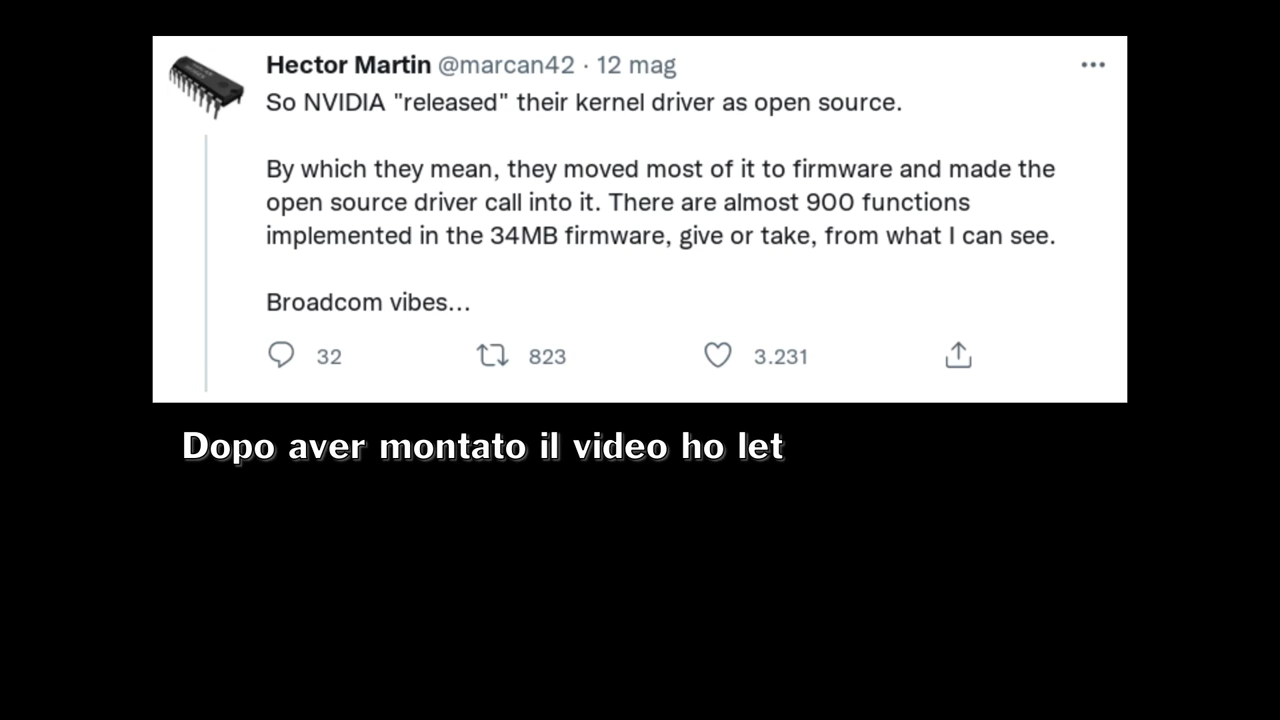 Hector Martin @marcan42 · 12 mag
So NVIDIA "released" their kernel driver as open source.
By which they mean, they moved most of it to firmware and made the
open source driver call into it. There are almost 900 functions
implemented in the 34MB firmware, give or take, from what I can see.
Broadcom vibes...
32 823 3.231
Dopo aver montato il video ho let